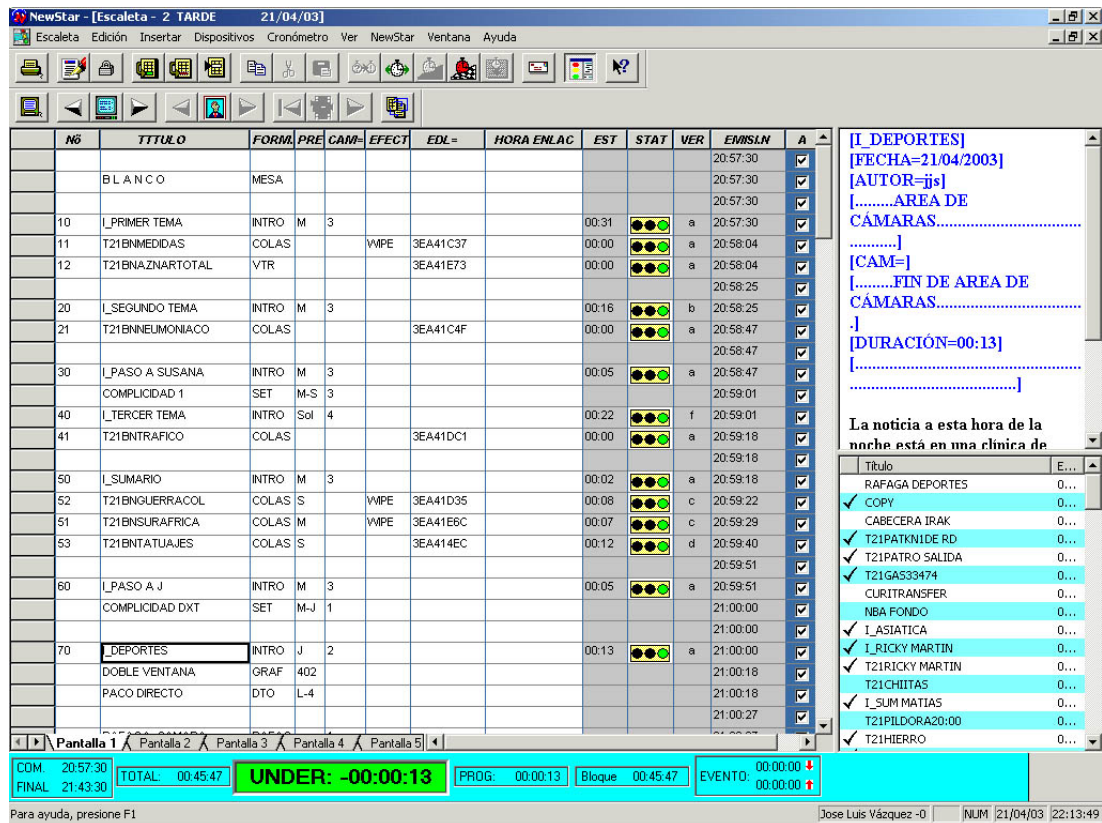 NewStar - [Escaleta - 2 TARDE 21/04/03]
Escaleta Edición Insertar Dispositivos Cronómetro Ver NewStar Ventana Ayuda
Nõ TTTULO FORM. PRE CAM= EFECT EDL= HORA ENLAC EST STAT VER EMISI.N A
20:57:30
B L A N C O MESA 20:57:30
20:57:30
10 I_PRIMER TEMA INTRO M 3 00:31 a 20:57:30
11 T21BNMEDIDAS COLAS WIPE 3EA41C37 00:00 a 20:58:04
12 T21BNAZNARTOTAL VTR 3EA41E73 00:00 a 20:58:04
20:58:25
20 I_SEGUNDO TEMA INTRO M 3 00:16 b 20:58:25
21 T21BNNEUMONIACO COLAS 3EA41C4F 00:00 a 20:58:47
20:58:47
30 I_PASO A SUSANA INTRO M 3 00:05 a 20:58:47
COMPLICIDAD 1 SET M-S 3 20:59:01
40 I_TERCER TEMA INTRO Sol 4 00:22 f 20:59:01
41 T21BNTRAFICO COLAS 3EA41DC1 00:00 a 20:59:18
20:59:18
50 I_SUMARIO INTRO M 3 00:02 a 20:59:18
52 T21BNGUERRACOL COLAS S WIPE 3EA41D35 00:08 c 20:59:22
51 T21BNSURAFRICA COLAS M WIPE 3EA41E6C 00:07 c 20:59:29
53 T21BNTATUAJES COLAS S 3EA414EC 00:12 d 20:59:40
20:59:51
60 I_PASO A J INTRO M 3 00:05 a 20:59:51
COMPLICIDAD DXT SET M-J 1 21:00:00
21:00:00
70 I_DEPORTES INTRO J 2 00:13 a 21:00:00
DOBLE VENTANA GRAF 402 21:00:18
PACO DIRECTO DTO L-4 21:00:18
21:00:27
Pantalla 1 Pantalla 2 Pantalla 3 Pantalla 4 Pantalla 5
[I_DEPORTES]
[FECHA=21/04/2003]
[AUTOR=jjs]
[.........AREA DE
CÁMARAS.................................
...........]
[CAM=]
[.........FIN DE AREA DE
CÁMARAS.................................
.]
[DURACIÓN=00:13]
[....................................................
......................................]
La noticia a esta hora de la
noche está en una clínica de
Título E...
RAFAGA DEPORTES 0...
COPY 0...
CABECERA IRAK 0...
T21PATKN1DE RD 0...
T21PATRO SALIDA 0...
T21GAS33474 0...
CURITRANSFER 0...
NBA FONDO 0...
I_ASIATICA 0...
I_RICKY MARTIN 0...
T21RICKY MARTIN 0...
T21CHIITAS 0...
I_SUM MATIAS 0...
T21PILDORA20:00 0...
T21HIERRO 0...
COM. 20:57:30
FINAL 21:43:30
TOTAL: 00:45:47
UNDER: -00:00:13
PROG: 00:00:13
Bloque 00:45:47
EVENTO: 00:00:00
00:00:00
Para ayuda, presione F1
Jose Luis Vázquez -0 NUM 21/04/03 22:13:49